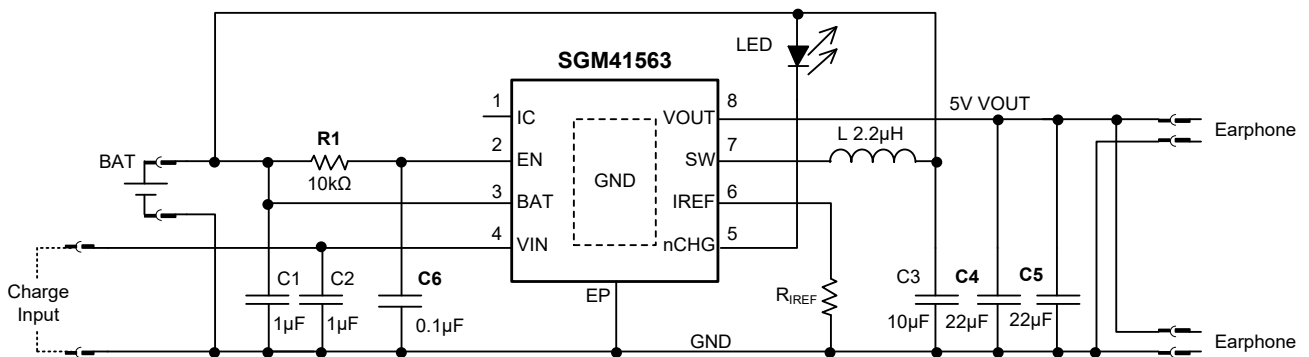 SGM41563
LED
1
IC
2
EN
3
BAT
4
VIN
GND
8
VOUT
7
SW
6
IREF
5
nCHG
EP
BAT
R1
10kΩ
5V VOUT
L 2.2μH
Earphone
Charge
Input
C1
1μF
C2
1μF
C6
0.1μF
RIREF
C3
10μF
C4
22μF
C5
22μF
GND
Earphone